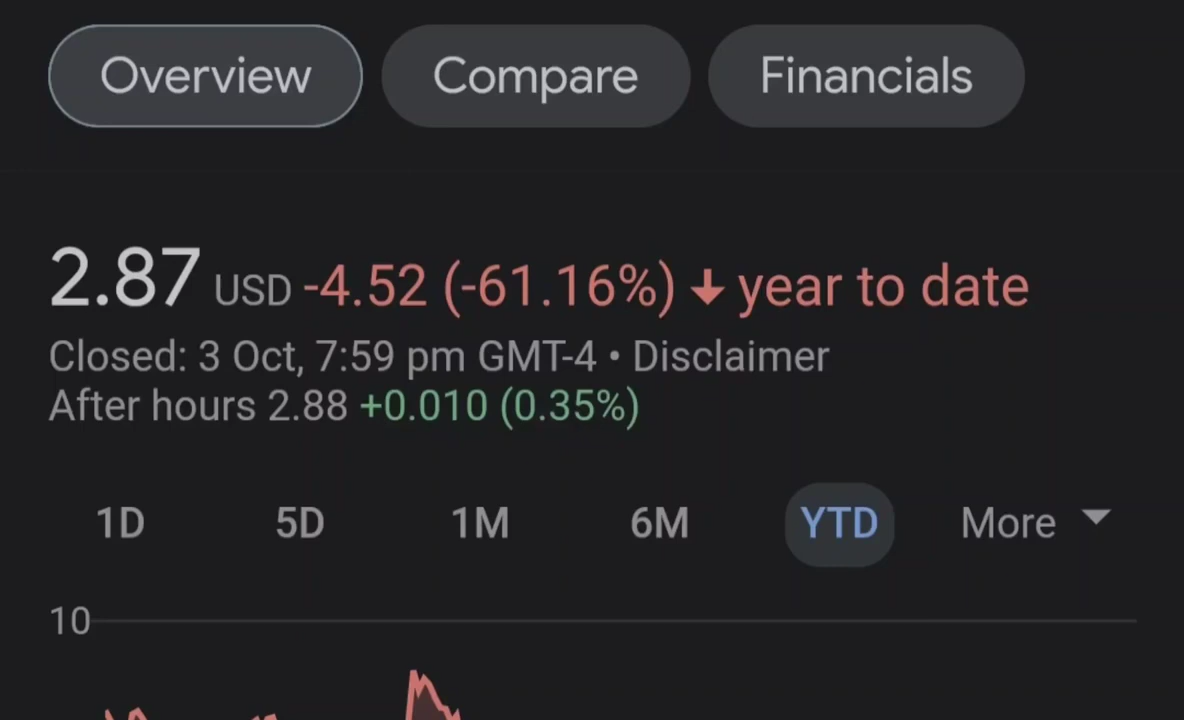 Overview Compare Financials
2.87 USD -4.52 (-61.16%) ↓ year to date
Closed: 3 Oct, 7:59 pm GMT-4 • Disclaimer
After hours 2.88 +0.010 (0.35%)
1D 5D 1M 6M YTD More
10